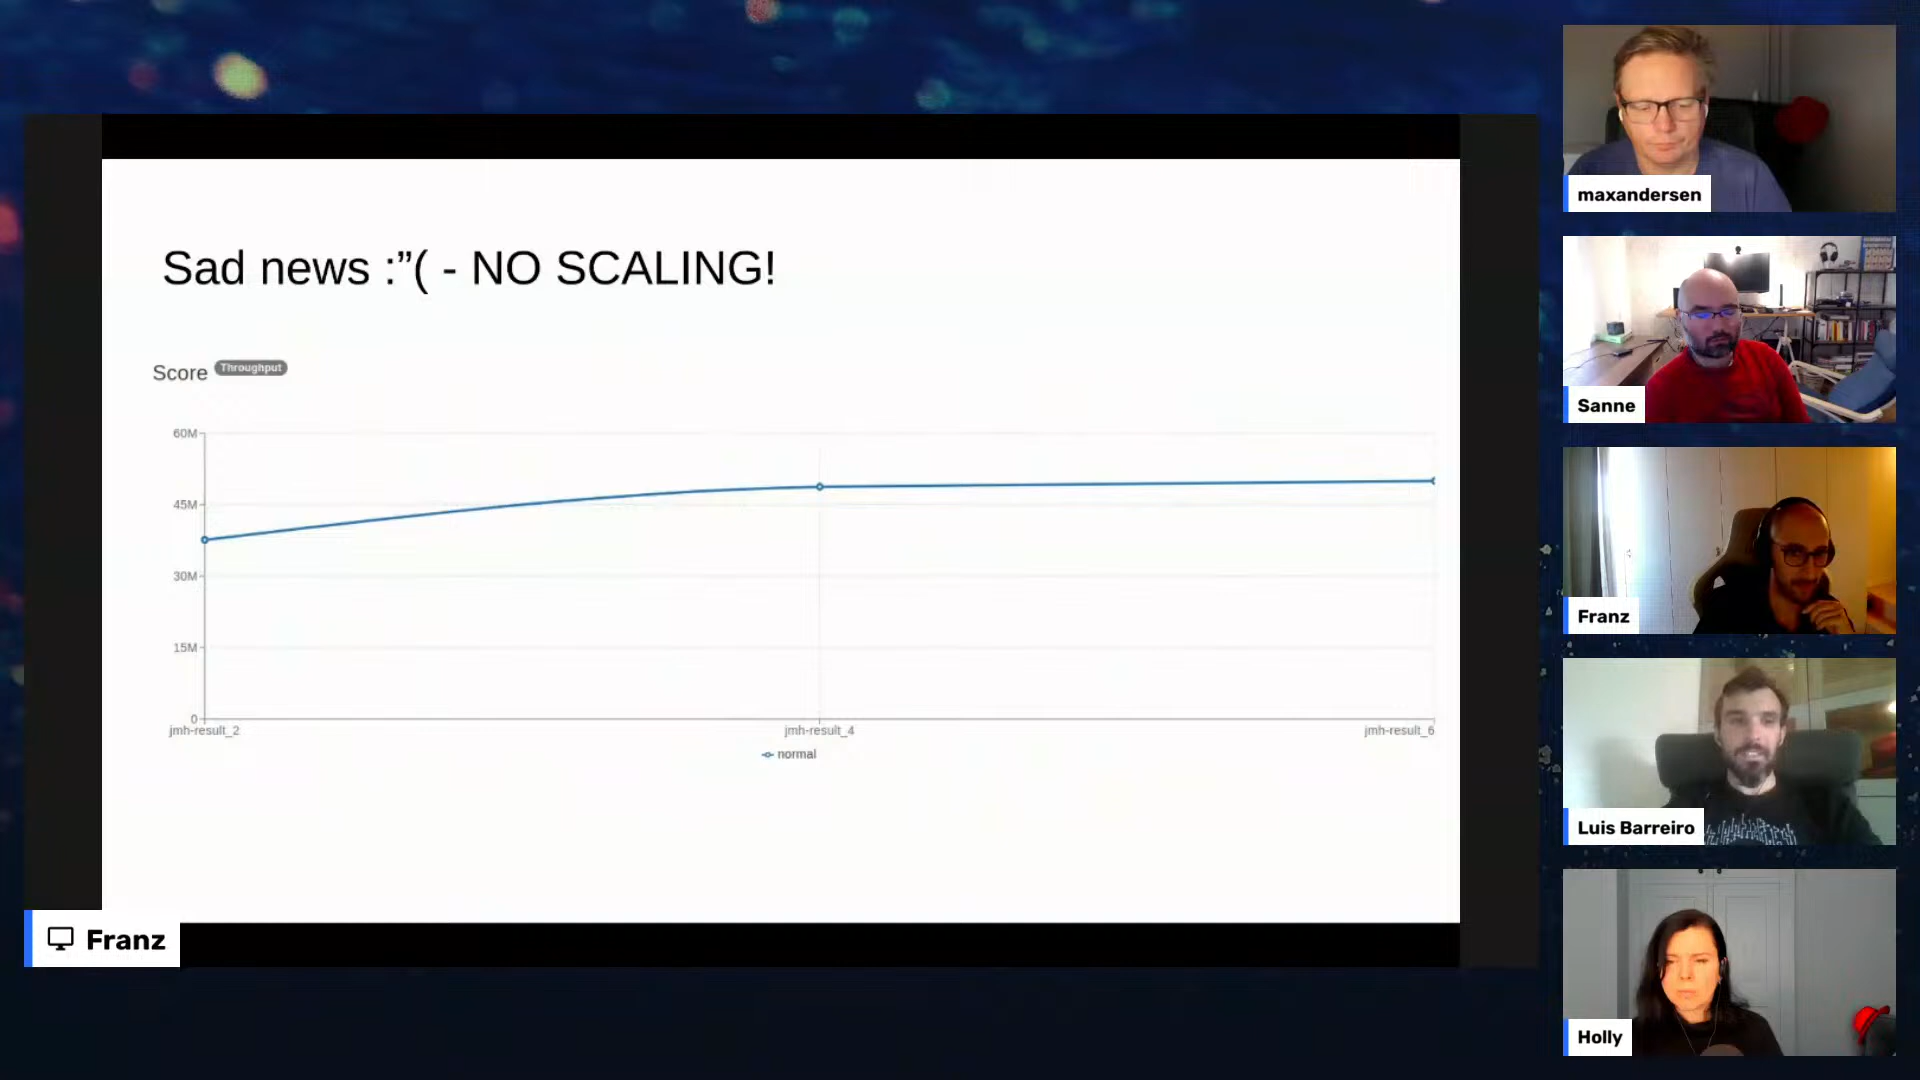 Sad news :”( - NO SCALING!
Score Throughput
60M
45M
30M
15M
0
jmh-result_2
jmh-result_4
jmh-result_6
normal
Franz
maxandersen
Sanne
Franz
Luis Barreiro
Holly